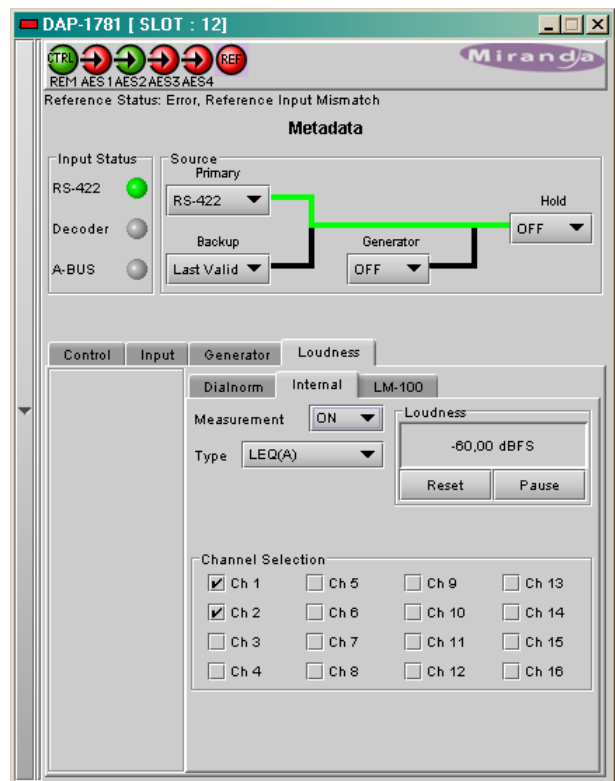 DAP-1781 [ SLOT : 12]
CTRL REF Miranda
REM AES1AES2AES3AES4
Reference Status: Error, Reference Input Mismatch
Metadata
Input Status
Source
Primary
RS-422
RS-422
Hold
OFF
Decoder
Backup
Generator
A-BUS
Last Valid
OFF
Control Input Generator Loudness
Dialnorm Internal LM-100
Measurement ON
Loudness
-60,00 dBFS
Type LEQ(A)
Reset Pause
Channel Selection
Ch 1 Ch 5 Ch 9 Ch 13
Ch 2 Ch 6 Ch 10 Ch 14
Ch 3 Ch 7 Ch 11 Ch 15
Ch 4 Ch 8 Ch 12 Ch 16